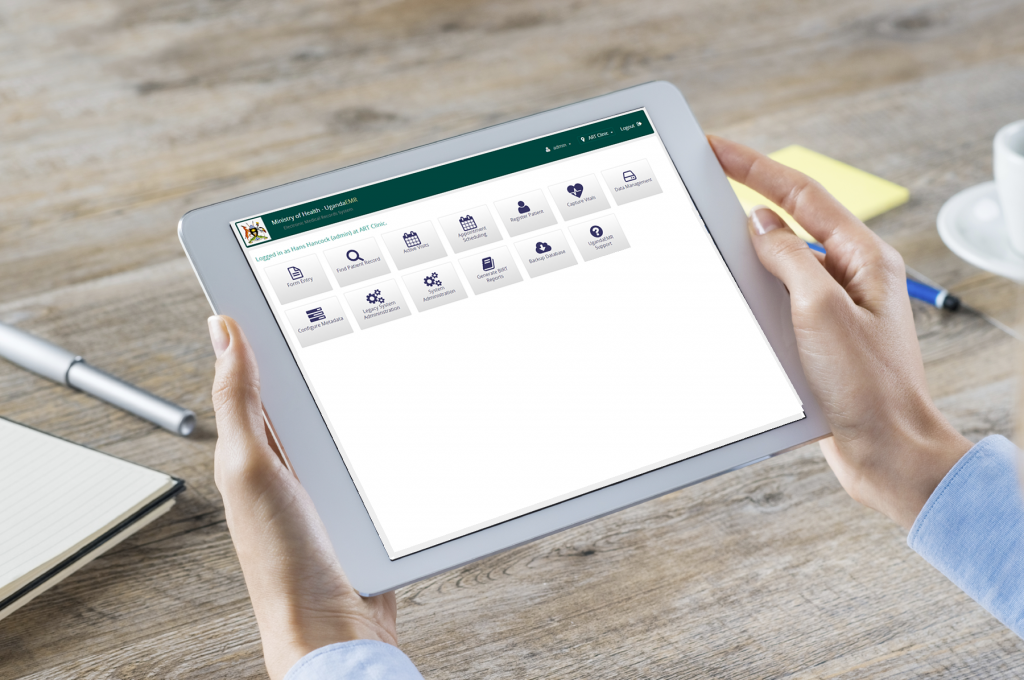 Ministry of Health - UgandaEMR
Electronic Medical Records System
admin
ART Clinic
Logout
Logged in as Hans Hancock (admin) at ART Clinic.
Form Entry
Find Patient Record
Active Visits
Appointment
Scheduling
Register Patient
Capture Vitals
Data Management
Configure Metadata
Legacy System
Administration
System
Administration
Generate BIRT
Reports
Backup Database
UgandaEMR
Support